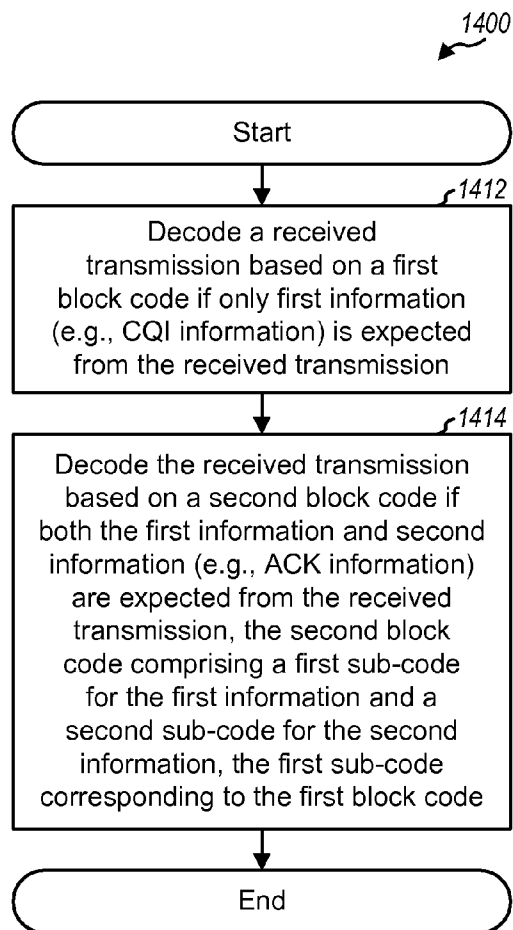 1400
Start
1412
Decode a received
transmission based on a first
block code if only first information
(e.g., CQI information) is expected
from the received transmission
1414
Decode the received transmission
based on a second block code if
both the first information and second
information (e.g., ACK information)
are expected from the received
transmission, the second block
code comprising a first sub-code
for the first information and a
second sub-code for the second
information, the first sub-code
corresponding to the first block code
End